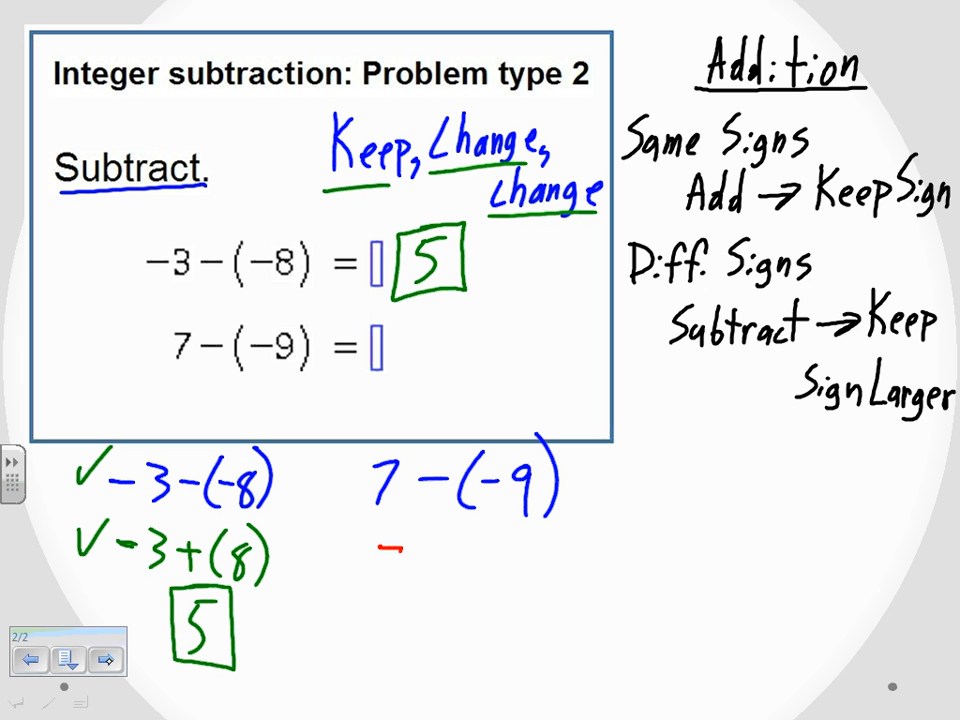 Integer subtraction: Problem type 2
Subtract.
Keep, Change,
Change
−3 − (−8) = 5
7 − (−9) =
Addition
Same Signs
Add → Keep Sign
Diff. Signs
Subtract → Keep
Sign Larger
✓ −3 − (−8)
✓ −3 + (8)
5
7 − (−9)
−
2/2